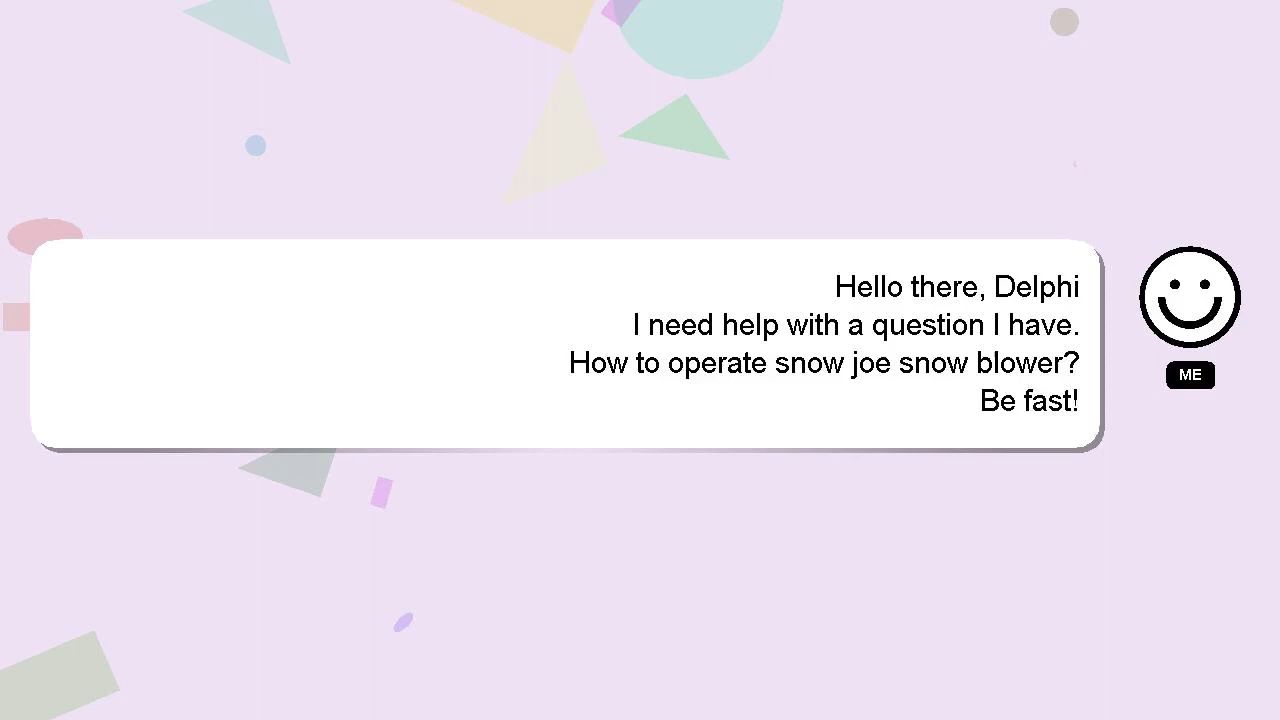 Hello there, Delphi
I need help with a question I have.
How to operate snow joe snow blower?
Be fast!
ME